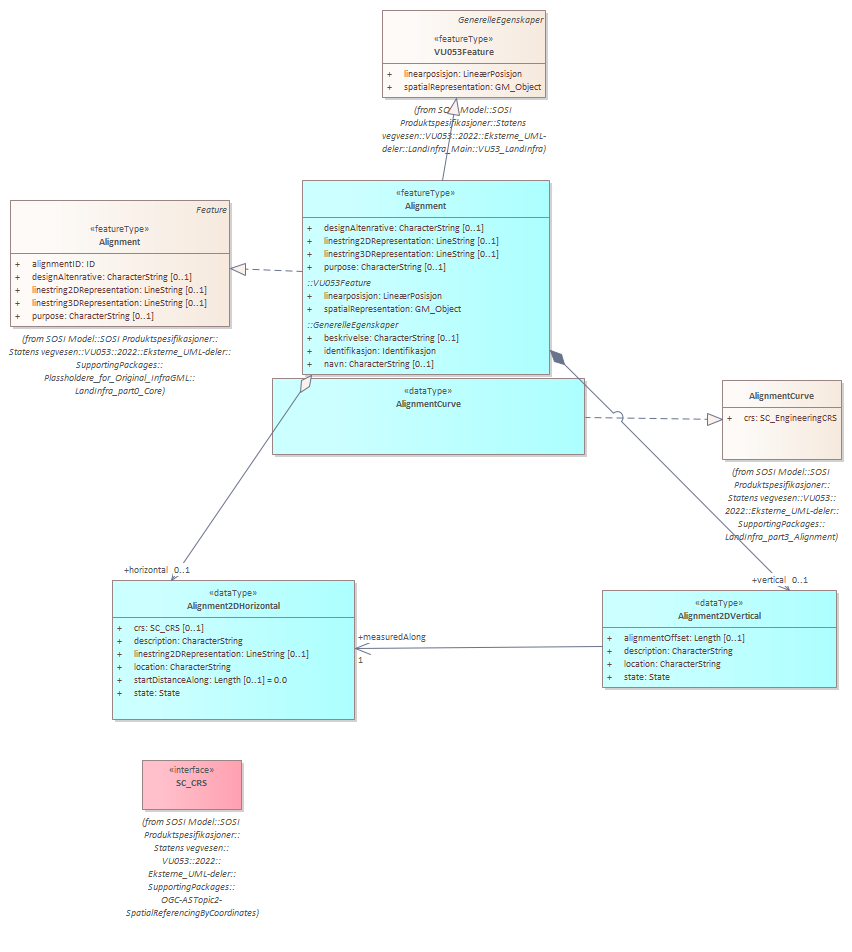 GenerelleEgenskaper
«featureType»
VU053Feature
+ linearposisjon: LineærPosisjon
+ spatialRepresentation: GM_Object
(from SOSI Model::SOSI
Produktspesifikasjoner::Statens
vegvesen::VU053::2022::Eksterne_UML-
deler::LandInfra_Main::VU53_LandInfra)
«featureType»
Alignment
+ designAltenrative: CharacterString [0..1]
+ linestring2DRepresentation: LineString [0..1]
+ linestring3DRepresentation: LineString [0..1]
+ purpose: CharacterString [0..1]
::VU053Feature
+ linearposisjon: LineærPosisjon
+ spatialRepresentation: GM_Object
::GenerelleEgenskaper
+ beskrivelse: CharacterString [0..1]
+ identifikasjon: Identifikasjon
+ navn: CharacterString [0..1]
Feature
«featureType»
Alignment
+ alignmentID: ID
+ designAltenrative: CharacterString [0..1]
+ linestring2DRepresentation: LineString [0..1]
+ linestring3DRepresentation: LineString [0..1]
+ purpose: CharacterString [0..1]
(from SOSI Model::SOSI Produktspesifikasjoner::
Statens vegvesen::VU053::2022::Eksterne_UML-deler::
SupportingPackages::
Plassholdere_for_Original_InfraGML::
LandInfra_part0_Core)
«dataType»
AlignmentCurve
AlignmentCurve
+ crs: SC_EngineeringCRS
(from SOSI Model::SOSI
Produktspesifikasjoner::
Statens vegvesen::VU053::
2022::Eksterne_UML-deler::
SupportingPackages::
LandInfra_part3_Alignment)
+horizontal 0..1
+vertical 0..1
«dataType»
Alignment2DHorizontal
+ crs: SC_CRS [0..1]
+ description: CharacterString
+ linestring2DRepresentation: LineString [0..1]
+ location: CharacterString
+ startDistanceAlong: Length [0..1] = 0.0
+ state: State
+measuredAlong
1
«dataType»
Alignment2DVertical
+ alignmentOffset: Length [0..1]
+ description: CharacterString
+ location: CharacterString
+ state: State
«interface»
SC_CRS
(from SOSI Model::SOSI
Produktspesifikasjoner::
Statens vegvesen::
VU053::2022::
Eksterne_UML-deler::
SupportingPackages::
OGC-ASTopic2-
SpatialReferencingByCoordinates)